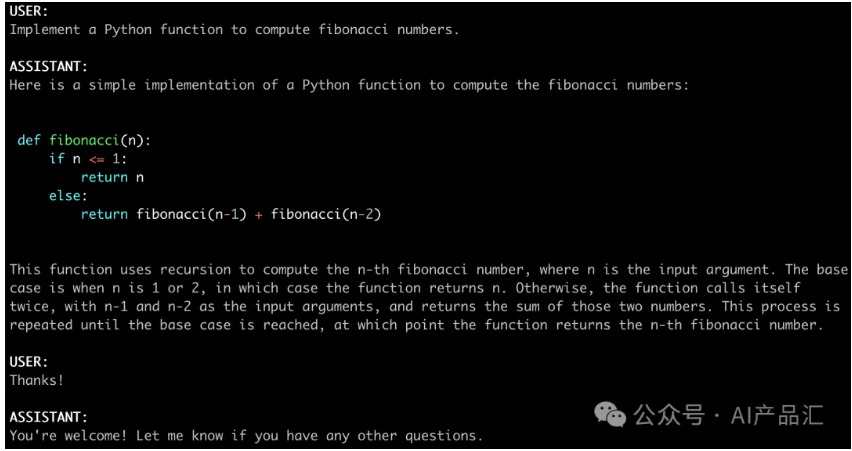 USER:
Implement a Python function to compute fibonacci numbers.
ASSISTANT:
Here is a simple implementation of a Python function to compute the fibonacci numbers:
def fibonacci(n):
    if n <= 1:
        return n
    else:
        return fibonacci(n-1) + fibonacci(n-2)
This function uses recursion to compute the n-th fibonacci number, where n is the input argument. The base
case is when n is 1 or 2, in which case the function returns n. Otherwise, the function calls itself
twice, with n-1 and n-2 as the input arguments, and returns the sum of those two numbers. This process is
repeated until the base case is reached, at which point the function returns the n-th fibonacci number.
USER:
Thanks!
ASSISTANT:
You're welcome! Let me know if you have any other questions.
公众号 · AI产品汇